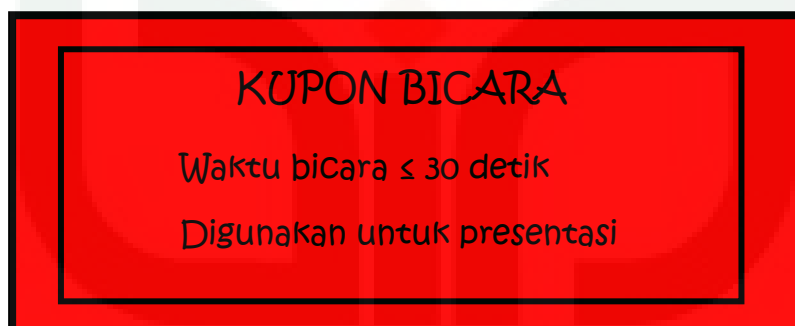 KUPON BICARA
Waktu bicara ≤ 30 detik
Digunakan untuk presentasi